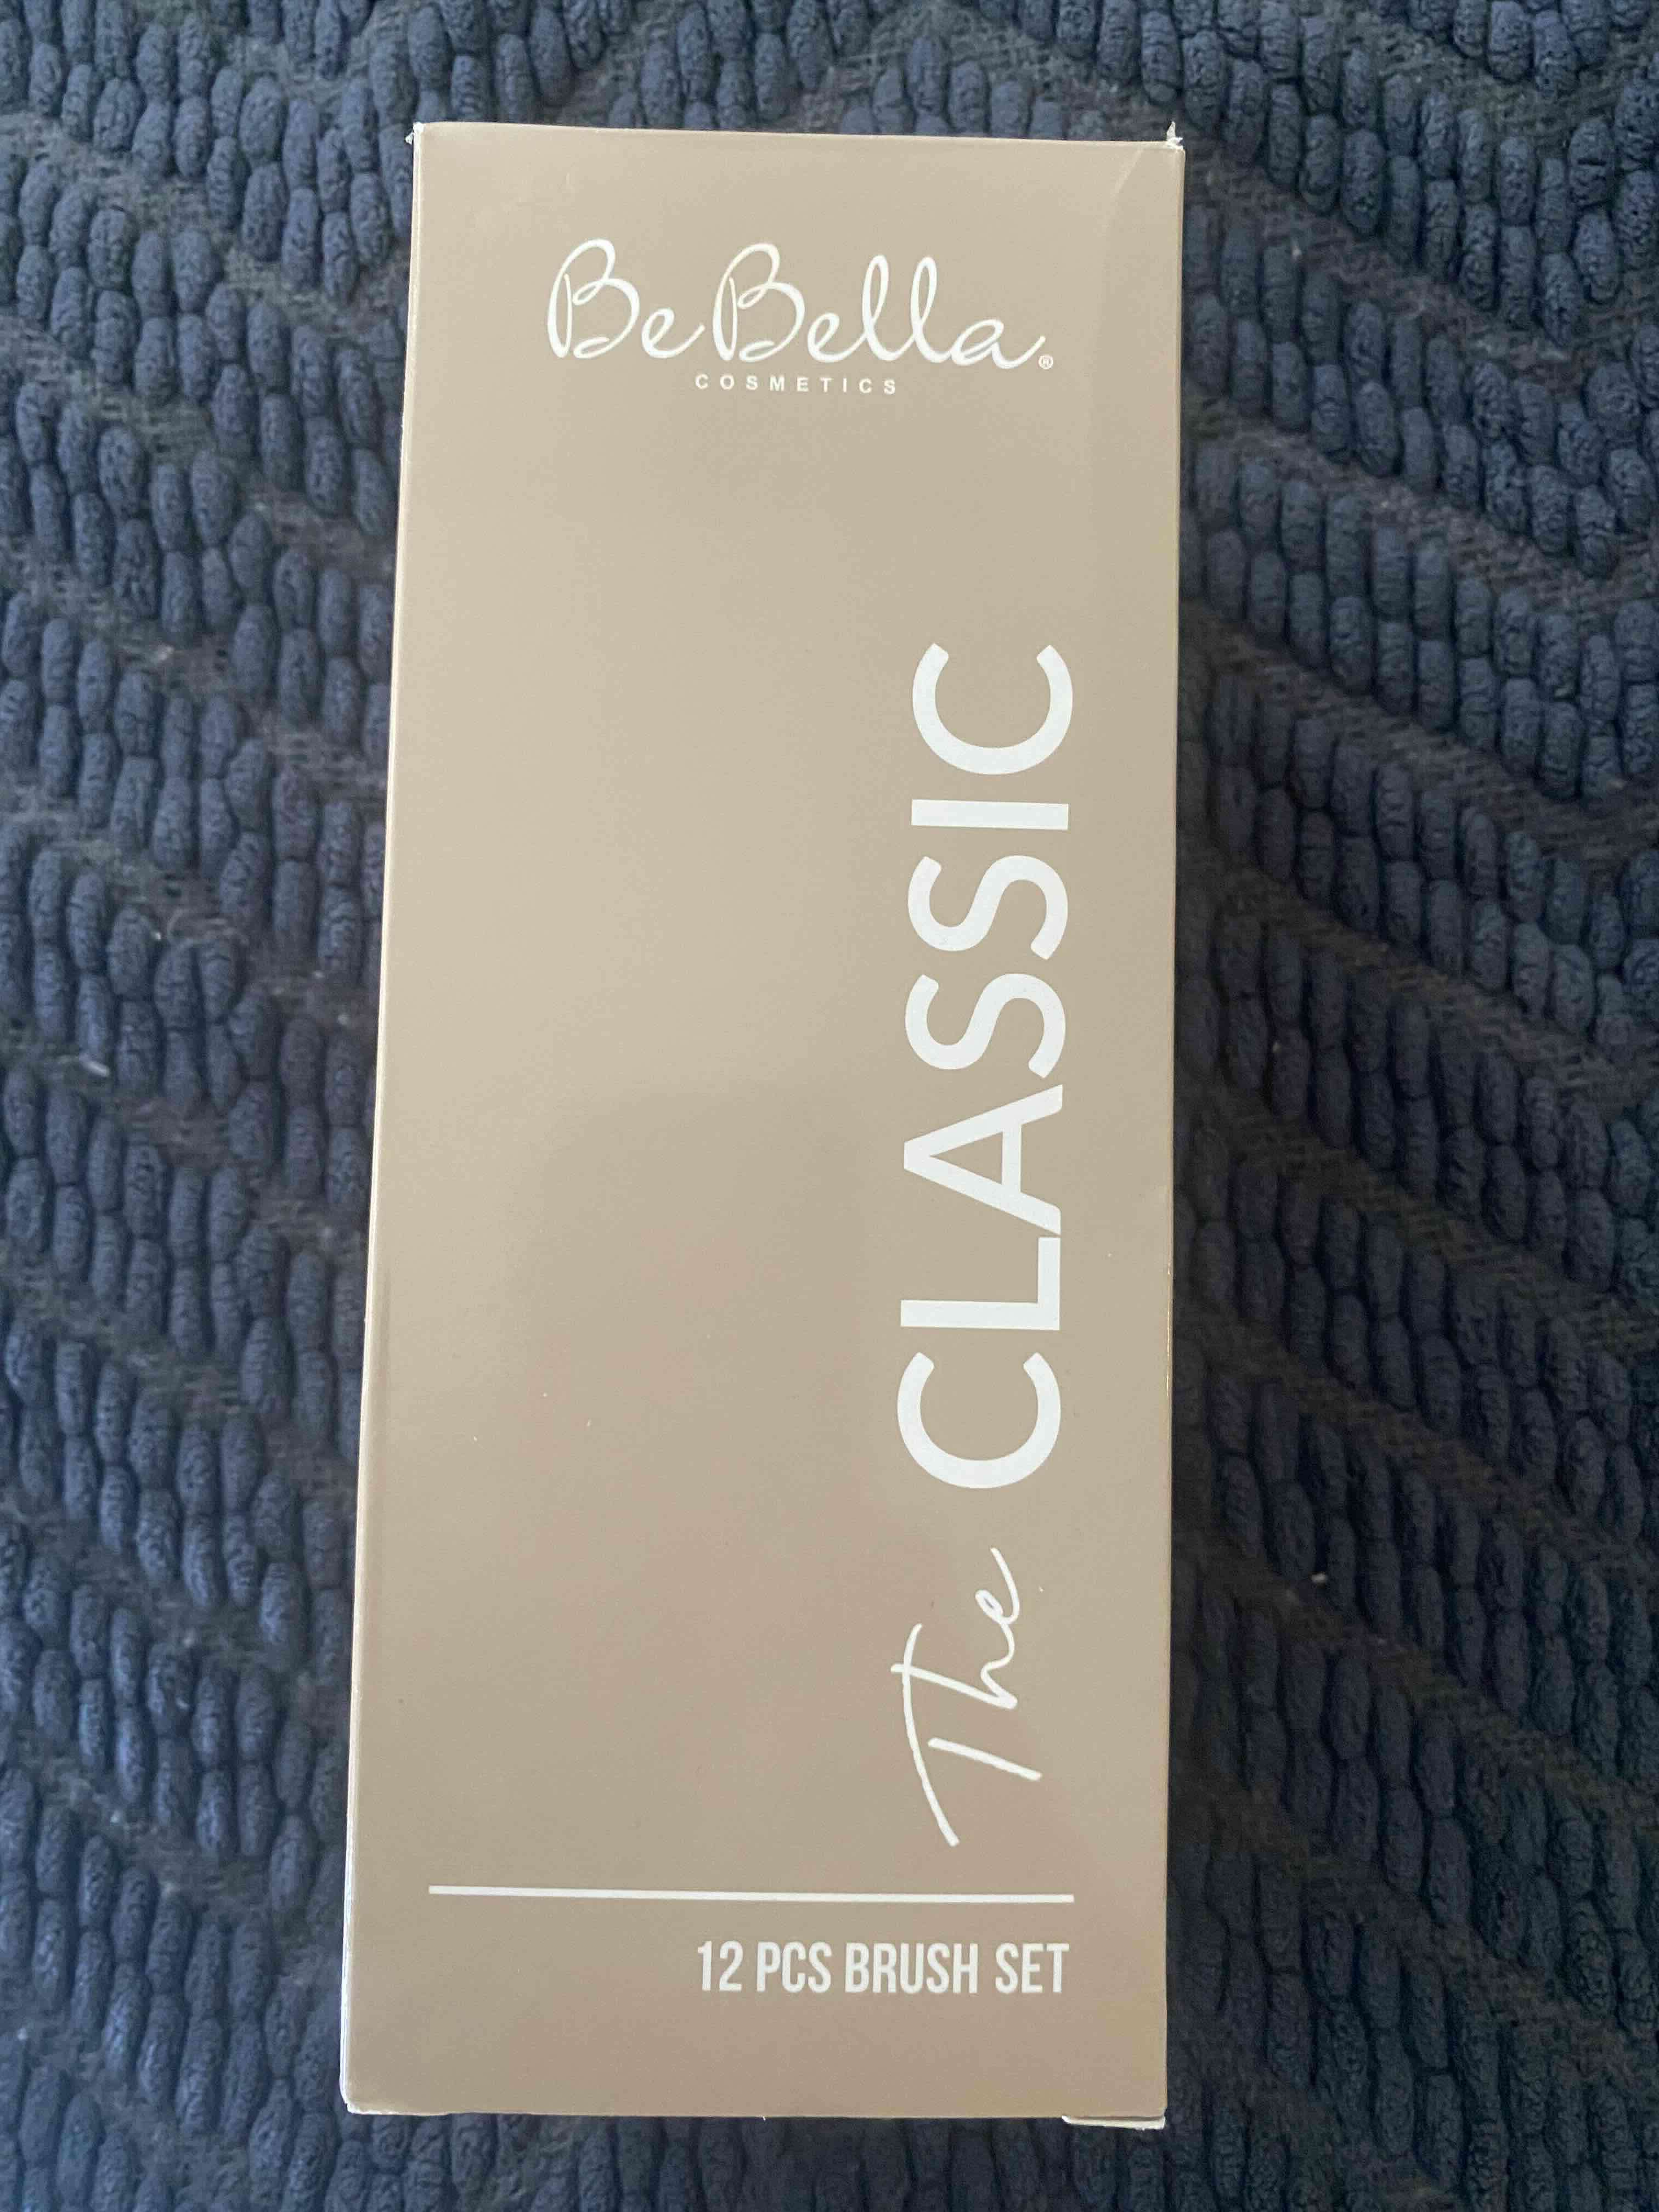 BeBella®
COSMETICS
The CLASSIC
12 PCS BRUSH SET